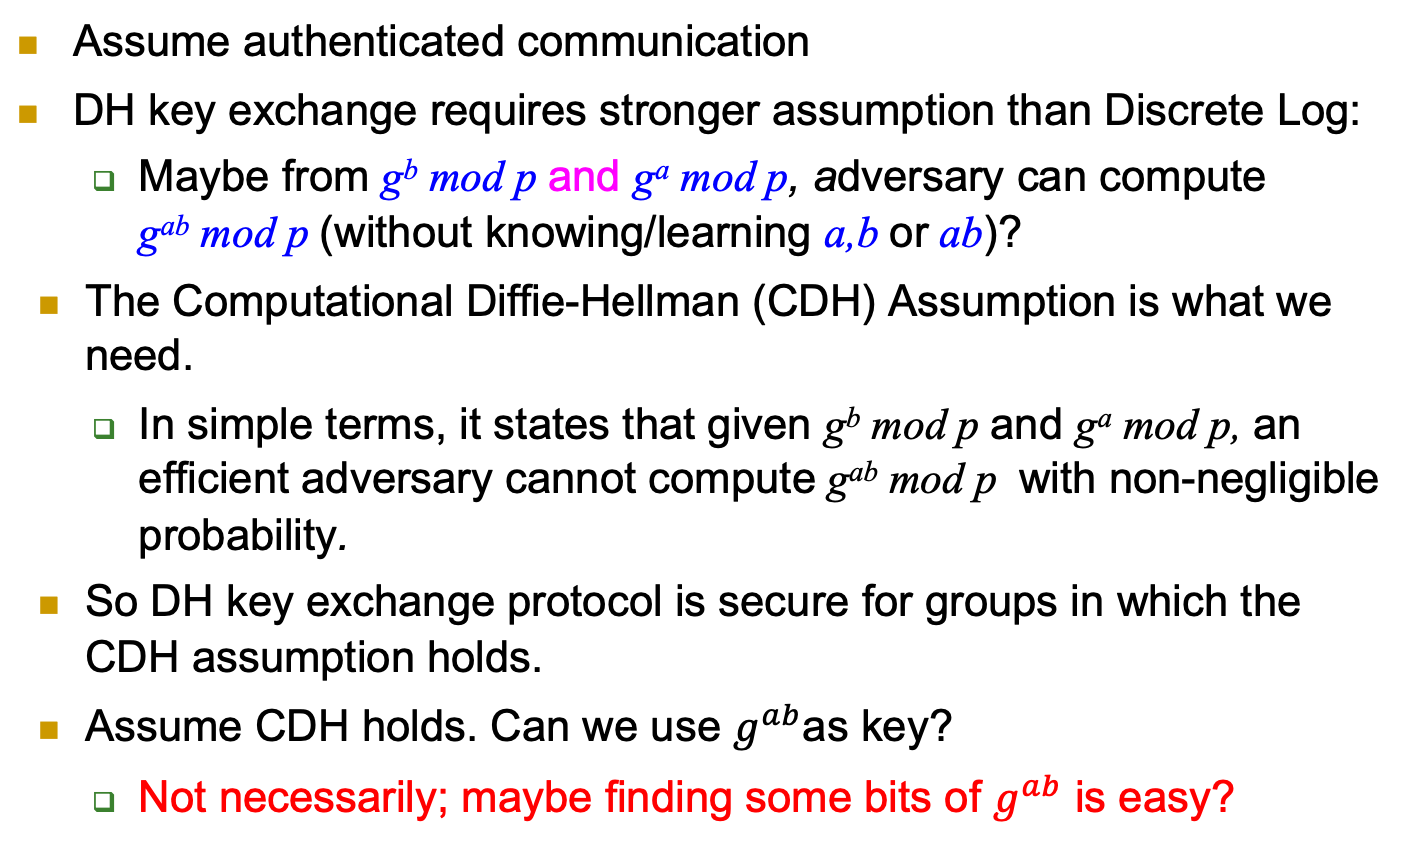 Assume authenticated communication
DH key exchange requires stronger assumption than Discrete Log:
Maybe from g^b mod p and g^a mod p, adversary can compute
g^ab mod p (without knowing/learning a,b or ab)?
The Computational Diffie-Hellman (CDH) Assumption is what we
need.
In simple terms, it states that given g^b mod p and g^a mod p, an
efficient adversary cannot compute g^ab mod p with non-negligible
probability.
So DH key exchange protocol is secure for groups in which the
CDH assumption holds.
Assume CDH holds. Can we use g^ab as key?
Not necessarily; maybe finding some bits of g^ab is easy?